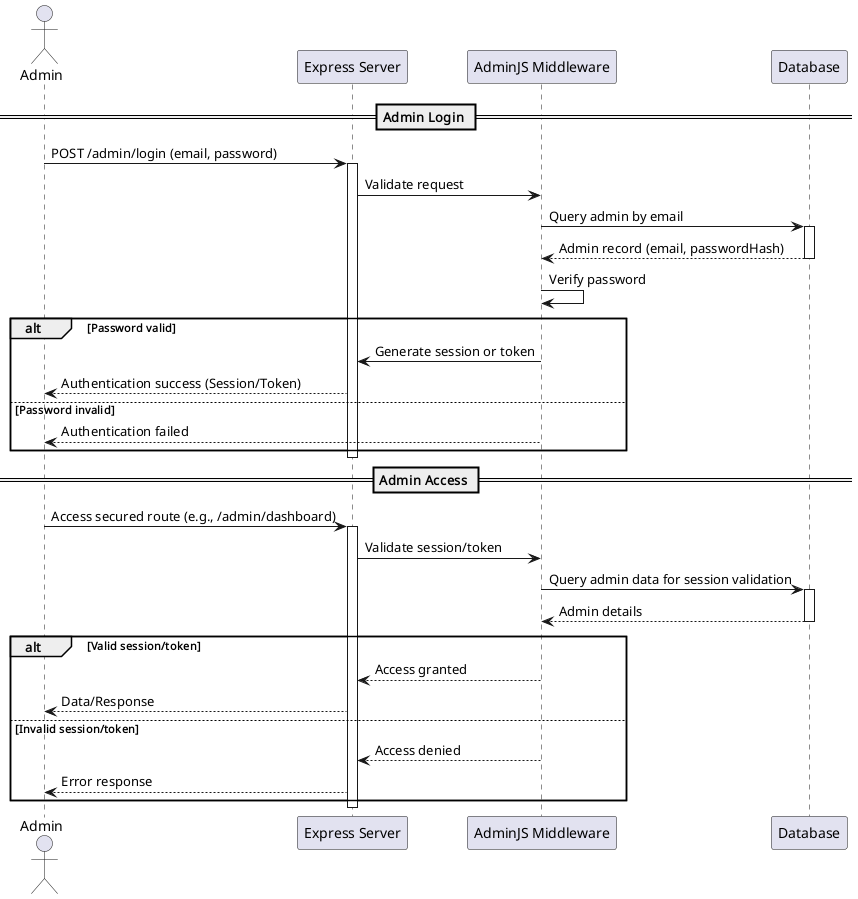 Admin
Express Server
AdminJS Middleware
Database
Admin Login
POST /admin/login (email, password)
Validate request
Query admin by email
Admin record (email, passwordHash)
Verify password
alt
[Password valid]
Generate session or token
Authentication success (Session/Token)
[Password invalid]
Authentication failed
Admin Access
Access secured route (e.g., /admin/dashboard)
Validate session/token
Query admin data for session validation
Admin details
alt
[Valid session/token]
Access granted
Data/Response
[Invalid session/token]
Access denied
Error response
Admin
Express Server
AdminJS Middleware
Database